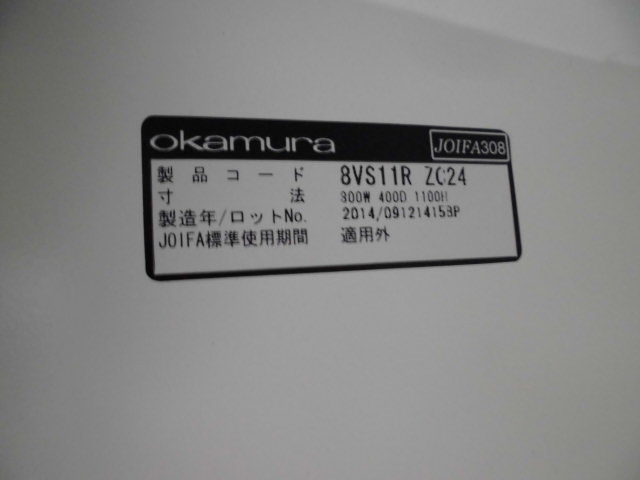 okamura
JOIFA308
製品コード 8VS11R ZC24
寸法 800W 400D 1100H
製造年/ロットNo. 2014/091214158P
JOIFA標準使用期間 適用外